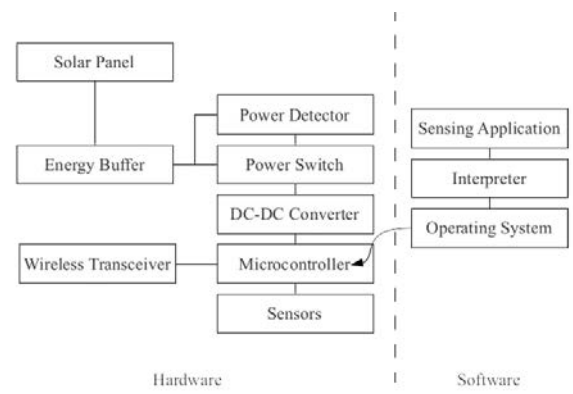 Solar Panel
Power Detector
Sensing Application
Energy Buffer
Power Switch
Interpreter
DC-DC Converter
Operating System
Wireless Transceiver
Microcontroller
Sensors
Hardware
Software